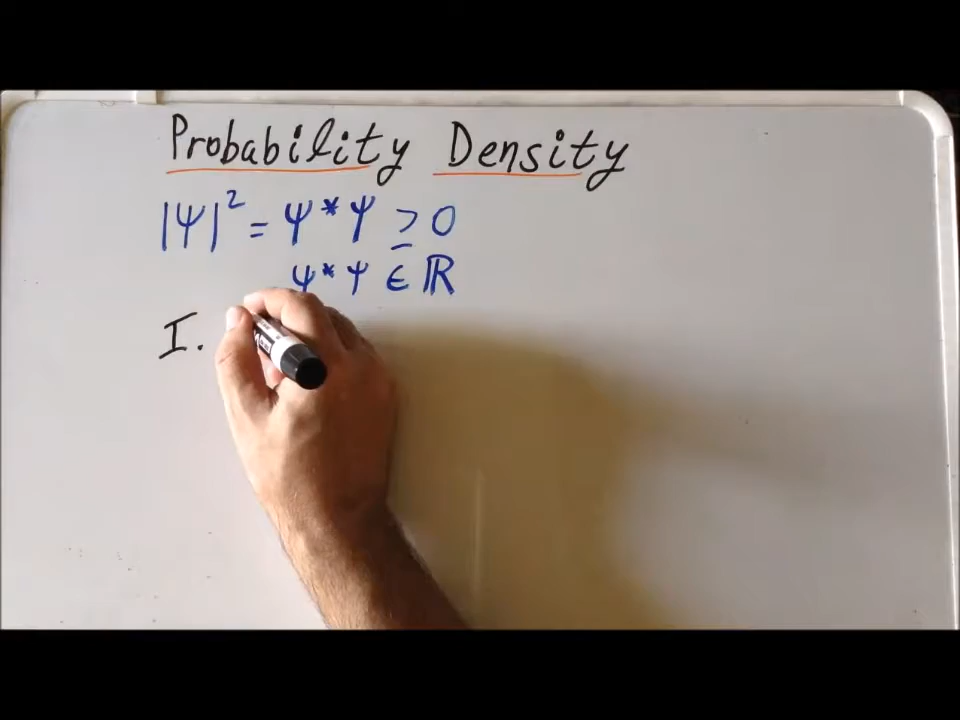 Probability Density
|Ψ|² = Ψ*Ψ ≥ 0
Ψ*Ψ ∈ ℝ
I.